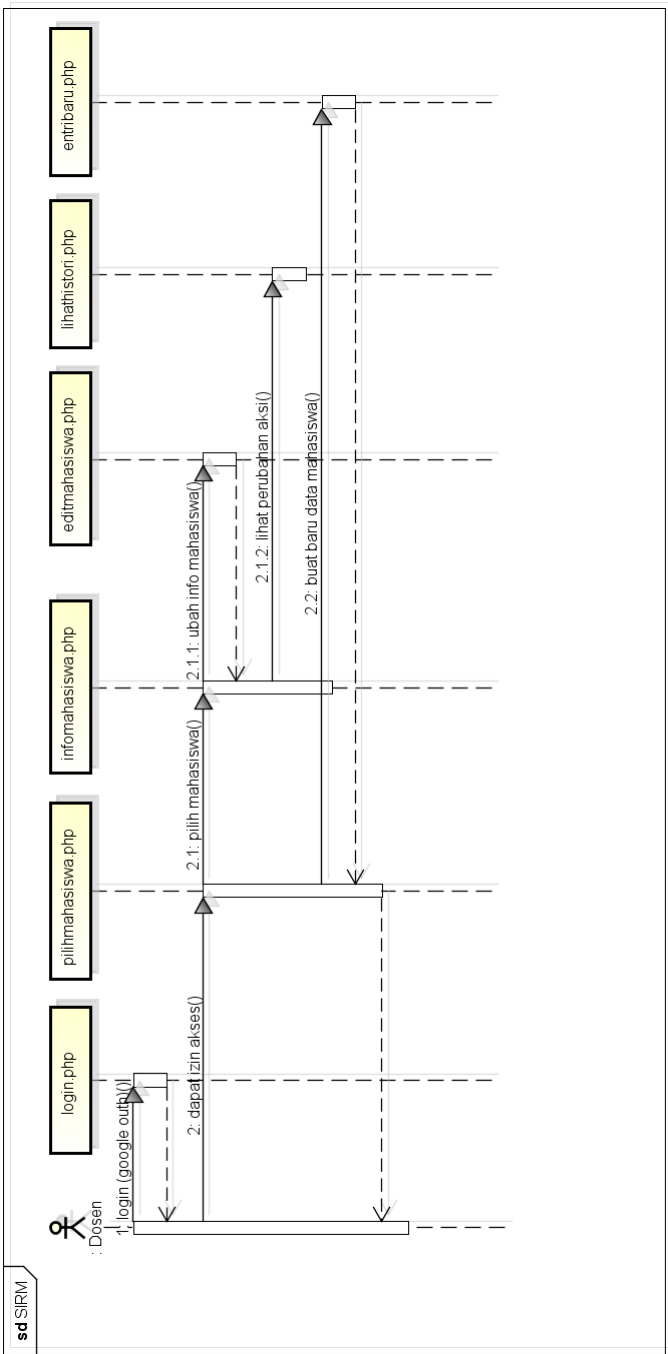 sd SIRM
: Dosen
login.php
pilihmahasiswa.php
infomahasiswa.php
editmahasiswa.php
lihathistori.php
entribaru.php
1: login (google outh)()
2: dapat izin akses()
2.1: pilih mahasiswa()
2.1.1: ubah info mahasiswa()
2.1.2: lihat perubahan aksi()
2.2: buat baru data mahasiswa()